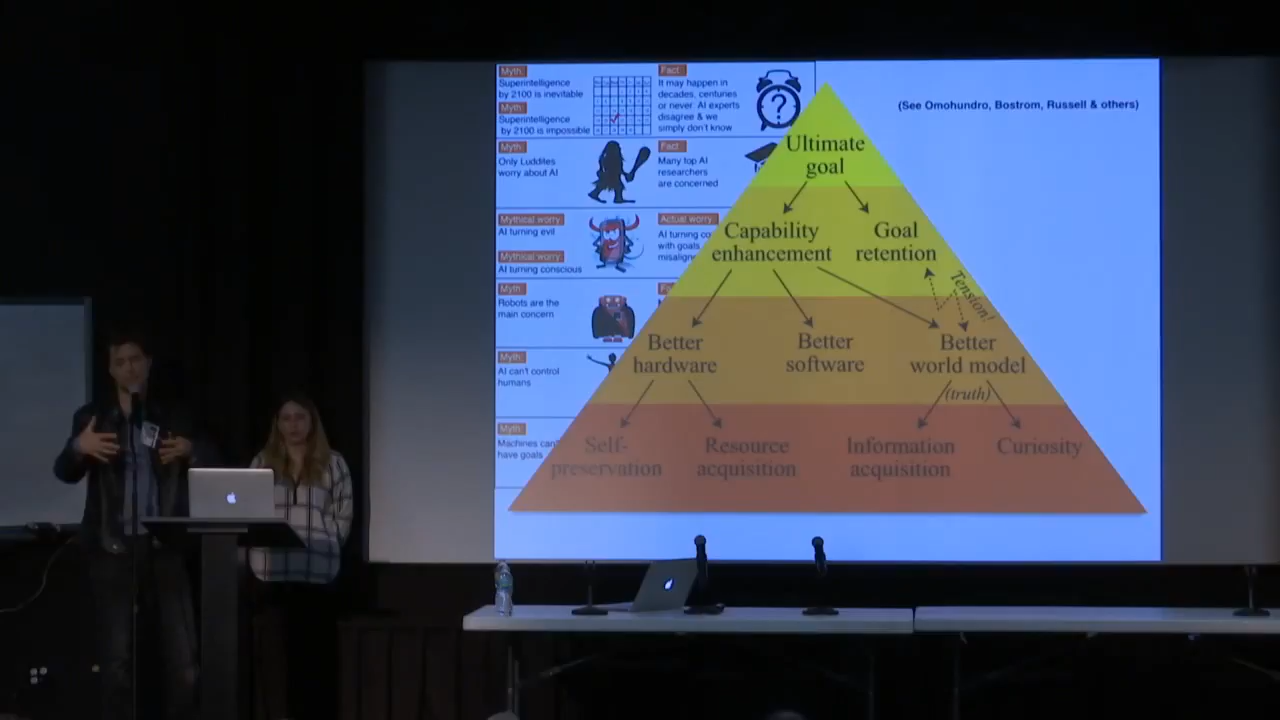 Myth:
Superintelligence
by 2100 is inevitable
Myth:
Superintelligence
by 2100 is impossible
Fact:
It may happen in
decades, centuries
or never. AI experts
disagree & we
simply don't know
?
Myth:
Only Luddites
worry about AI
Fact:
Many top AI
researchers
are concerned
Mythical worry:
AI turning evil
Mythical worry:
AI turning conscious
Actual worry
AI turning
with goals
Myth:
Robots are the
main concern
Myth:
AI can't control
humans
Myth:
Machines
have goals
(See Omohundro, Bostrom, Russell & others)
Ultimate
goal
Capability
enhancement
Goal
retention
Tension!
Better
hardware
Better
software
Better
world model
(truth)
Self-
preservation
Resource
acquisition
Information
acquisition
Curiosity